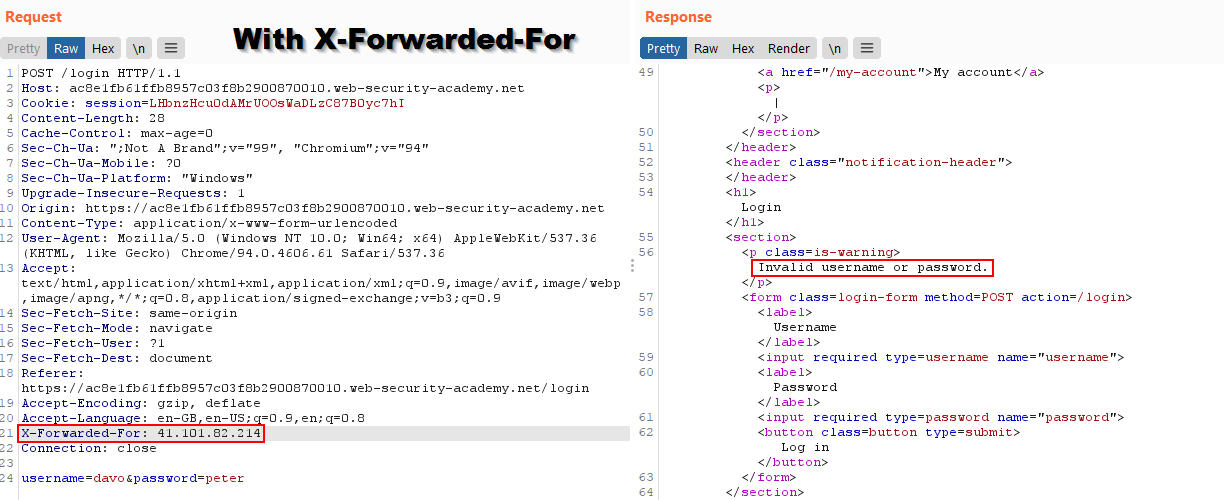 Request
With X-Forwarded-For
Pretty Raw Hex \n
1 POST /login HTTP/1.1
2 Host: ac8e1fb61ffb8957c03f8b2900870010.web-security-academy.net
3 Cookie: session=LHbnzHcu0dAMrUOOsWaDLzC87B0yc7hI
4 Content-Length: 28
5 Cache-Control: max-age=0
6 Sec-Ch-Ua: ";Not A Brand";v="99", "Chromium";v="94"
7 Sec-Ch-Ua-Mobile: ?0
8 Sec-Ch-Ua-Platform: "Windows"
9 Upgrade-Insecure-Requests: 1
10 Origin: https://ac8e1fb61ffb8957c03f8b2900870010.web-security-academy.net
11 Content-Type: application/x-www-form-urlencoded
12 User-Agent: Mozilla/5.0 (Windows NT 10.0; Win64; x64) AppleWebKit/537.36
(KHTML, like Gecko) Chrome/94.0.4606.61 Safari/537.36
13 Accept:
text/html,application/xhtml+xml,application/xml;q=0.9,image/avif,image/webp
,image/apng,*/*;q=0.8,application/signed-exchange;v=b3;q=0.9
14 Sec-Fetch-Site: same-origin
15 Sec-Fetch-Mode: navigate
16 Sec-Fetch-User: ?1
17 Sec-Fetch-Dest: document
18 Referer:
https://ac8e1fb61ffb8957c03f8b2900870010.web-security-academy.net/login
19 Accept-Encoding: gzip, deflate
20 Accept-Language: en-GB,en-US;q=0.9,en;q=0.8
21 X-Forwarded-For: 41.101.82.214
22 Connection: close
23
24 username=davo&password=peter
Response
Pretty Raw Hex Render \n
49 <a href="/my-account">My account</a>
<p>
|
</p>
50 </section>
51 </header>
52 <header class="notification-header">
53 </header>
54 <h1>
Login
</h1>
55 <section>
56 <p class=is-warning>
Invalid username or password.
</p>
57 <form class=login-form method=POST action=/login>
58 <label>
Username
</label>
59 <input required type=username name="username">
60 <label>
Password
</label>
61 <input required type=password name="password">
62 <button class=button type=submit>
Log in
</button>
63 </form>
64 </section>